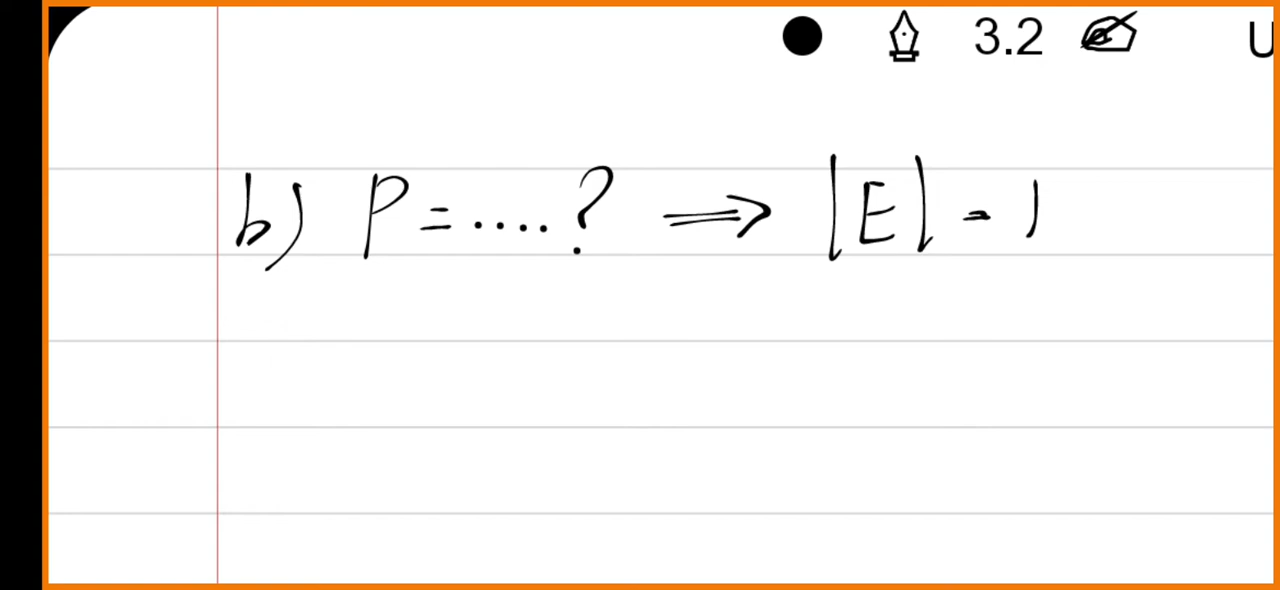 3.2 U
b) P = ....? ⟹ |E| = 1